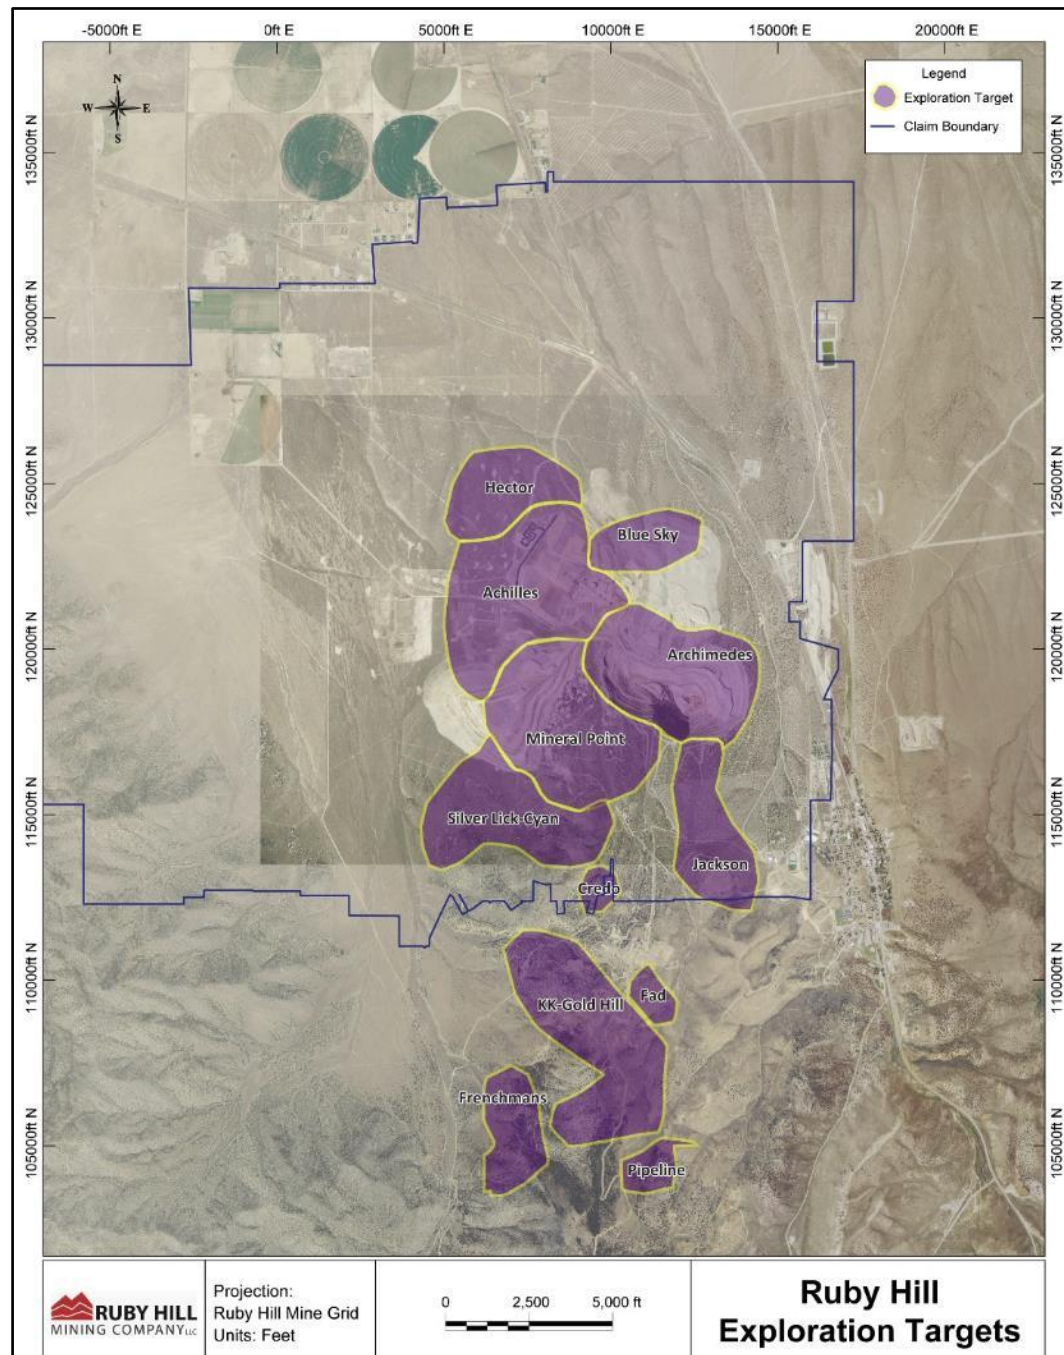 -5000ft E
0ft E
5000ft E
10000ft E
15000ft E
20000ft E
N
W
E
S
Legend
Exploration Target
Claim Boundary
135000ft N
135000ft N
130000ft N
130000ft N
125000ft N
125000ft N
120000ft N
120000ft N
115000ft N
115000ft N
110000ft N
110000ft N
105000ft N
105000ft N
Hector
Blue Sky
Achilles
Archimedes
Mineral Point
Silver Lick-Cyan
Jackson
Credo
Fad
KK-Gold Hill
Frenchmans
Pipeline
RUBY HILL
MINING COMPANY LLC
Projection:
Ruby Hill Mine Grid
Units: Feet
0
2,500
5,000 ft
Ruby Hill
Exploration Targets